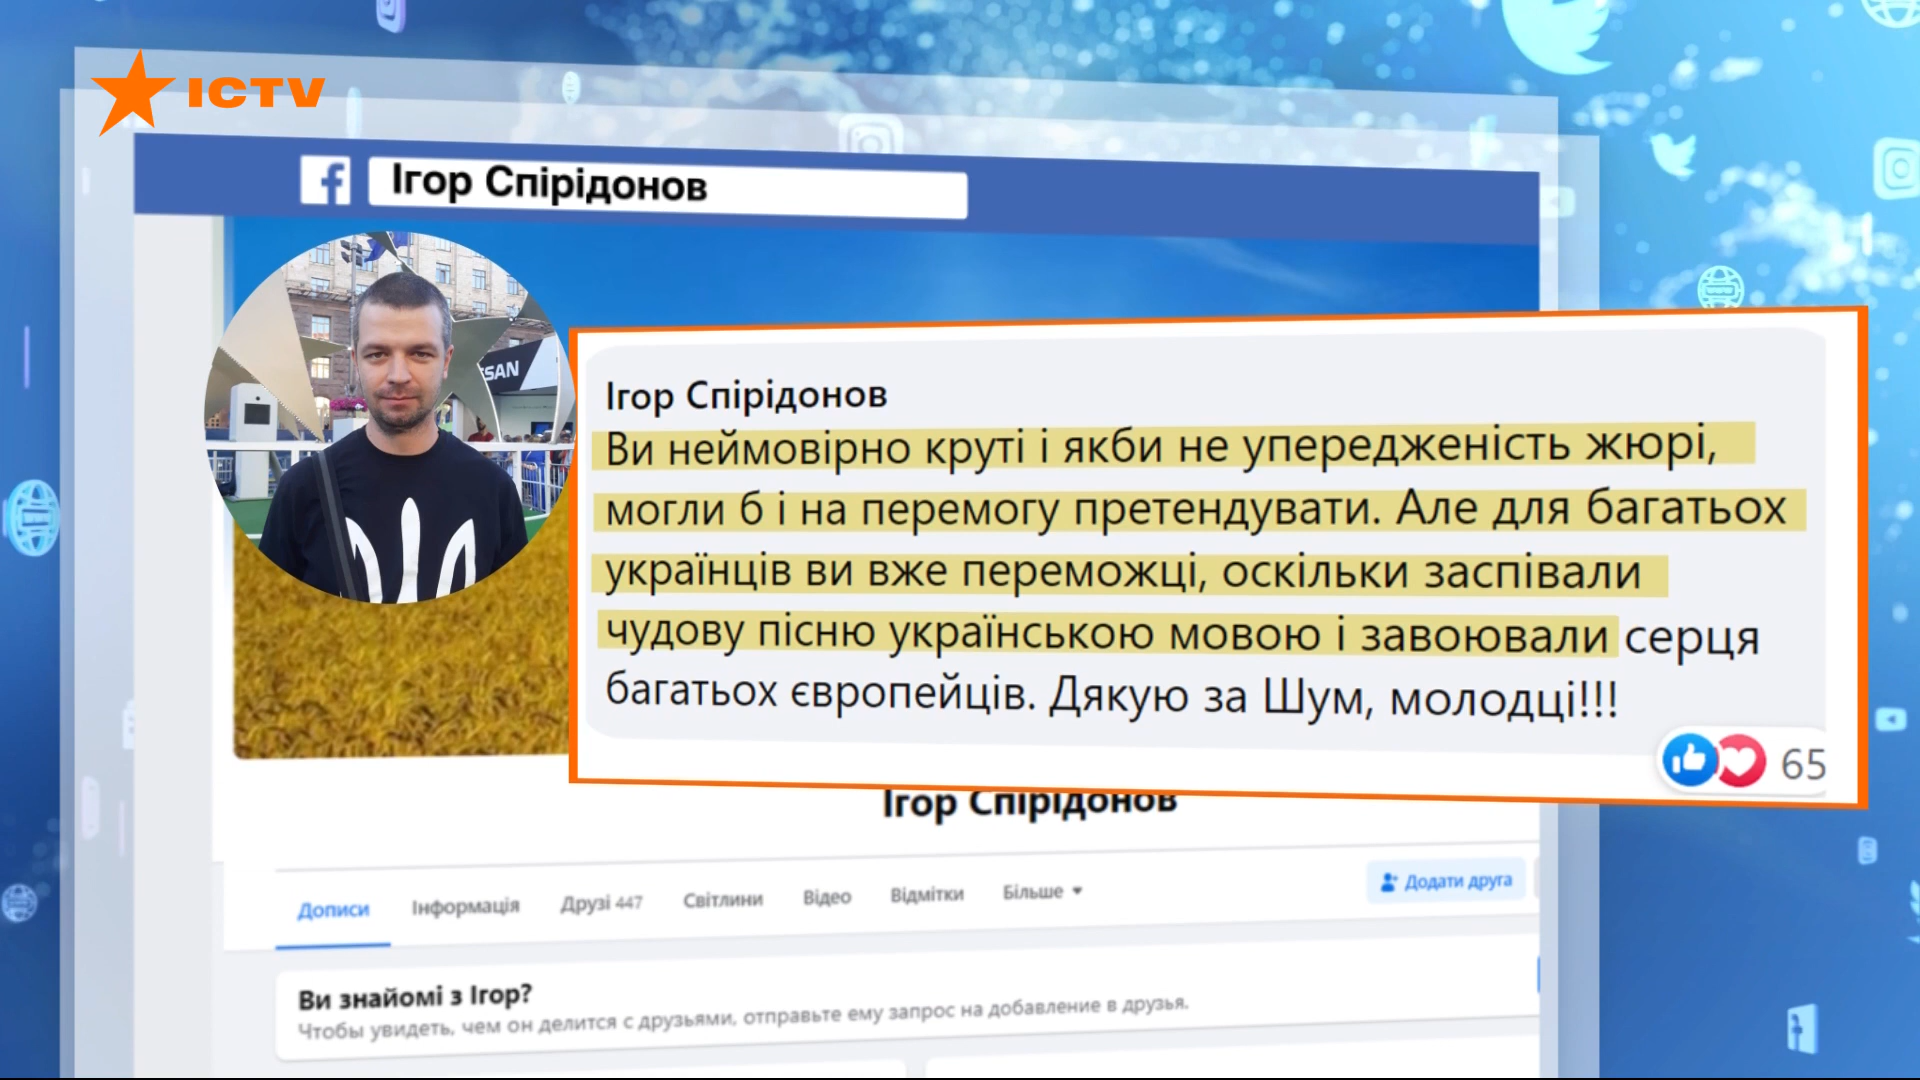 ICTV
Ігор Спірідонов
SAN
Ігор Спірідонов
Ви неймовірно круті і якби не упередженість жюрі,
могли б і на перемогу претендувати. Але для багатьох
українців ви вже переможці, оскільки заспівали
чудову пісню українською мовою і завоювали серця
багатьох європейців. Дякую за Шум, молодці!!!
65
Ігор Спірідонов
Дописи Інформація Друзі 447 Світлини Відео Відмітки Більше
Додати друга
Ви знайомі з Ігор?
Чтобы увидеть, чем он делится с друзьями, отправьте ему запрос на добавление в друзья.